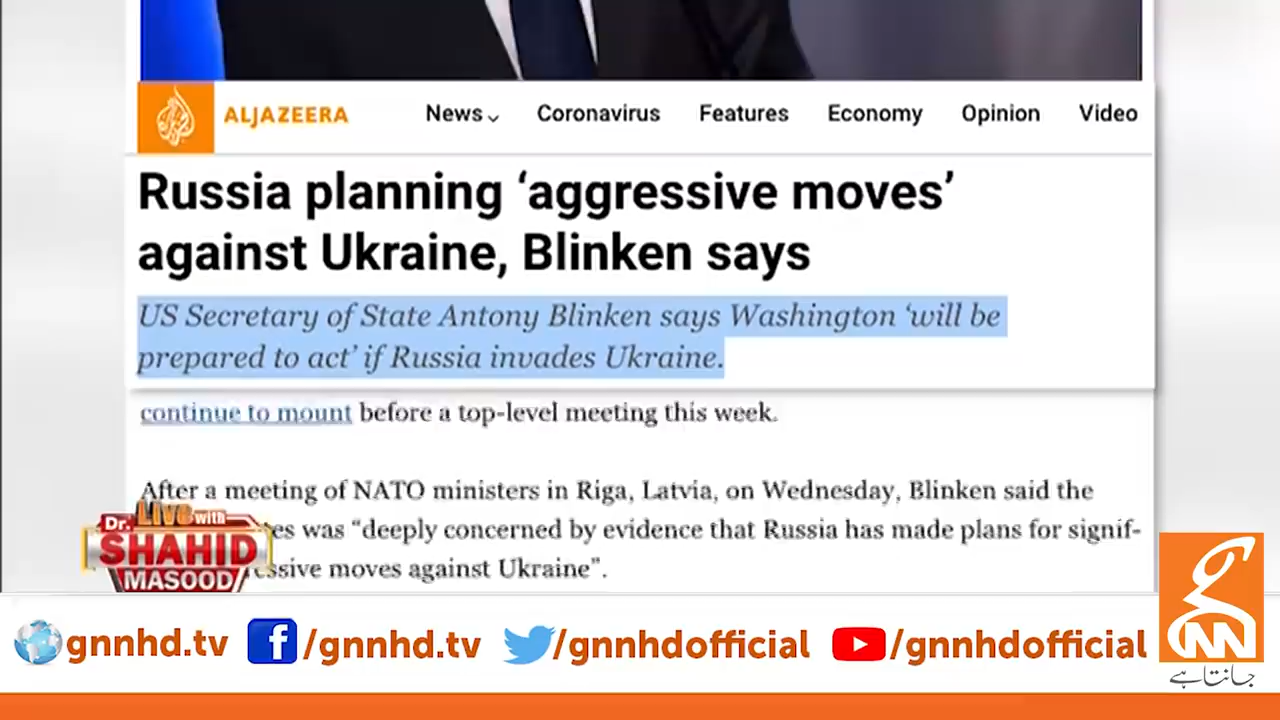 ALJAZEERA
News
Coronavirus
Features
Economy
Opinion
Video
Russia planning ‘aggressive moves’
against Ukraine, Blinken says
US Secretary of State Antony Blinken says Washington ‘will be
prepared to act’ if Russia invades Ukraine.
continue to mount before a top-level meeting this week.
After a meeting of NATO ministers in Riga, Latvia, on Wednesday, Blinken said the
was “deeply concerned by evidence that Russia has made plans for signif-
moves against Ukraine”.
Dr. Live with
SHAHID
MASOOD
gnnhd.tv
/gnnhd.tv
/gnnhdofficial
/gnnhdofficial
GNN
جانتا ہے